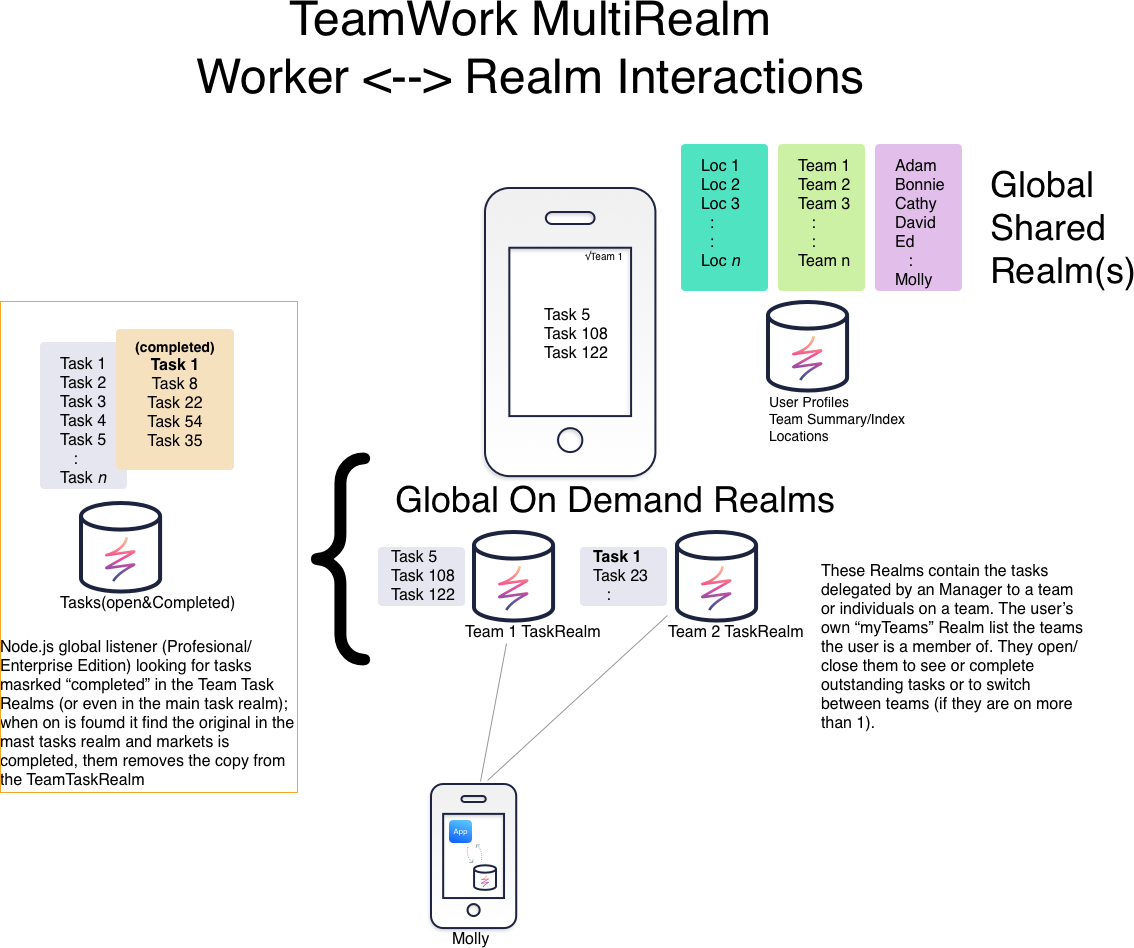 TeamWork MultiRealm
Worker <--> Realm Interactions
Loc 1
Loc 2
Loc 3
:
:
Loc n
Team 1
Team 2
Team 3
:
:
Team n
Adam
Bonnie
Cathy
David
Ed
:
Molly
Global
Shared
Realm(s)
User Profiles
Team Summary/Index
Locations
√Team 1
Task 5
Task 108
Task 122
Task 1
Task 2
Task 3
Task 4
Task 5
:
Task n
(completed)
Task 1
Task 8
Task 22
Task 54
Task 35
Tasks(open&Completed)
Node.js global listener (Profesional/
Enterprise Edition) looking for tasks
masrked “completed” in the Team Task
Realms (or even in the main task realm);
when on is foumd it find the original in the
mast tasks realm and markets is
completed, them removes the copy from
the TeamTaskRealm
Global On Demand Realms
Task 5
Task 108
Task 122
Team 1 TaskRealm
Task 1
Task 23
:
Team 2 TaskRealm
These Realms contain the tasks
delegated by an Manager to a team
or individuals on a team. The user’s
own “myTeams” Realm list the teams
the user is a member of. They open/
close them to see or complete
outstanding tasks or to switch
between teams (if they are on more
than 1).
App
Molly